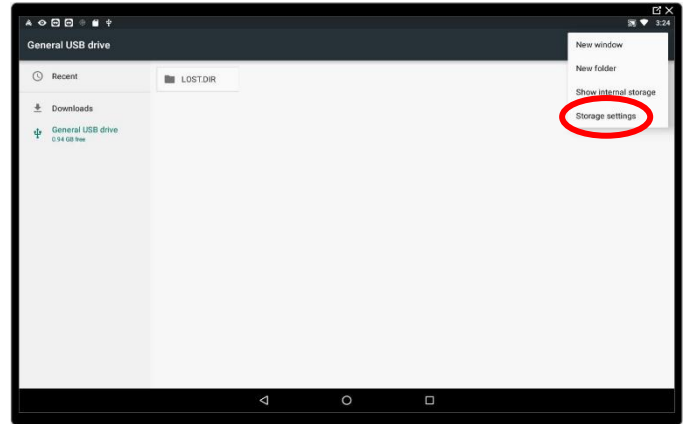 3:24
General USB drive
New window
New folder
Show internal storage
Storage settings
Recent
Downloads
General USB drive
0.94 GB free
LOST.DIR